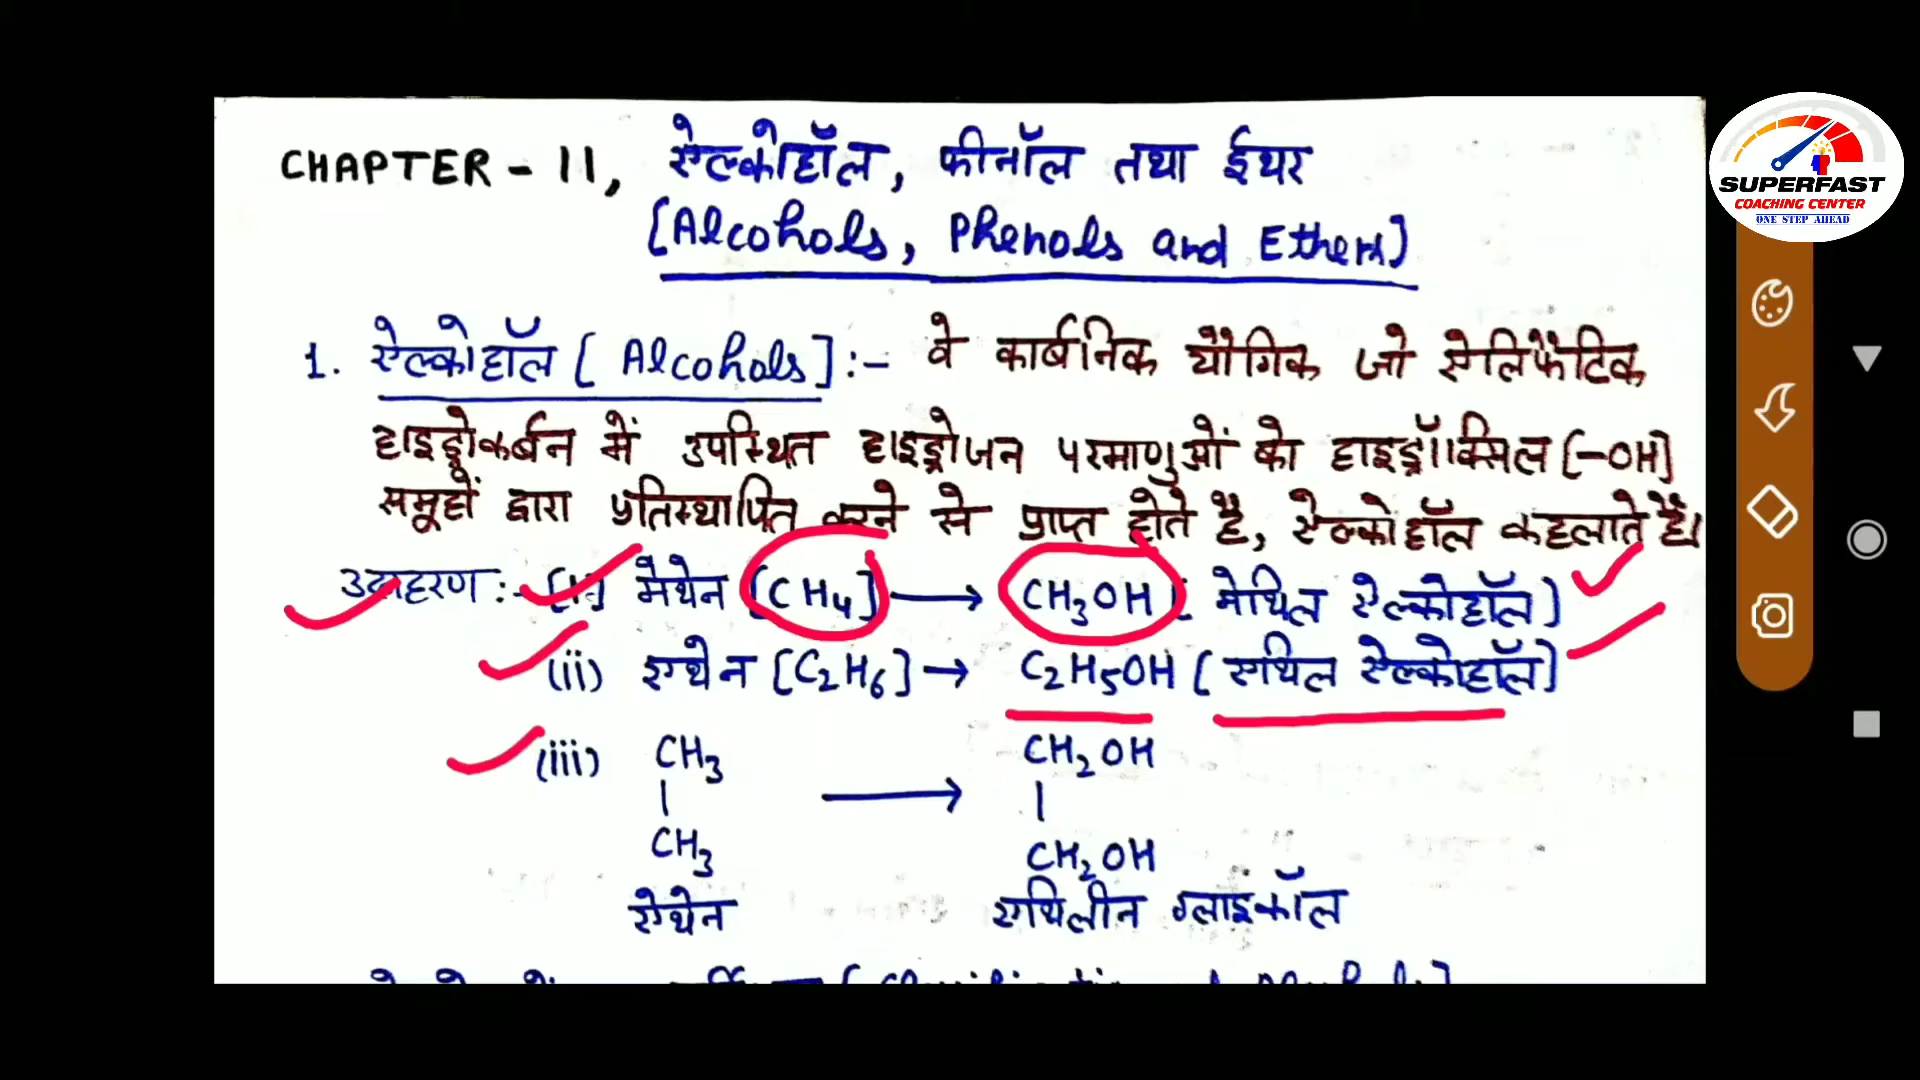 CHAPTER - 11, ऐल्कोहॉल, फीनॉल तथा ईथर
[Alcohols, Phenols and Ethers]
1. ऐल्कोहॉल [ Alcohols ] :- वे कार्बनिक यौगिक जो ऐलिफैटिक
हाइड्रोकर्बन में उपस्थित हाइड्रोजन परमाणुओं को हाइड्रॉक्सिल [-OH]
समूहों द्वारा प्रतिस्थापित करने से प्राप्त होते है, ऐल्कोहॉल कहलाते हैं।
उदाहरण :- [i] मेथेन [CH4] → CH3OH [ मेथिल ऐल्कोहॉल ]
(ii) एथेन [C2H6] → C2H5OH [ एथिल ऐल्कोहॉल ]
(iii) CH3 → CH2OH
| |
CH3 CH2OH
ऐथेन एथिलीन ग्लाइकॉल
SUPERFAST
COACHING CENTER
ONE STEP AHEAD